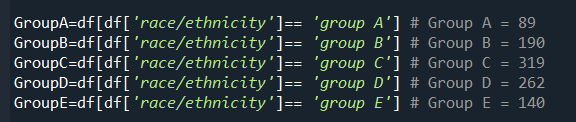 GroupA=df[df['race/ethnicity']== 'group A'] # Group A = 89
GroupB=df[df['race/ethnicity']== 'group B'] # Group B = 190
GroupC=df[df['race/ethnicity']== 'group C'] # Group C = 319
GroupD=df[df['race/ethnicity']== 'group D'] # Group D = 262
GroupE=df[df['race/ethnicity']== 'group E'] # Group E = 140